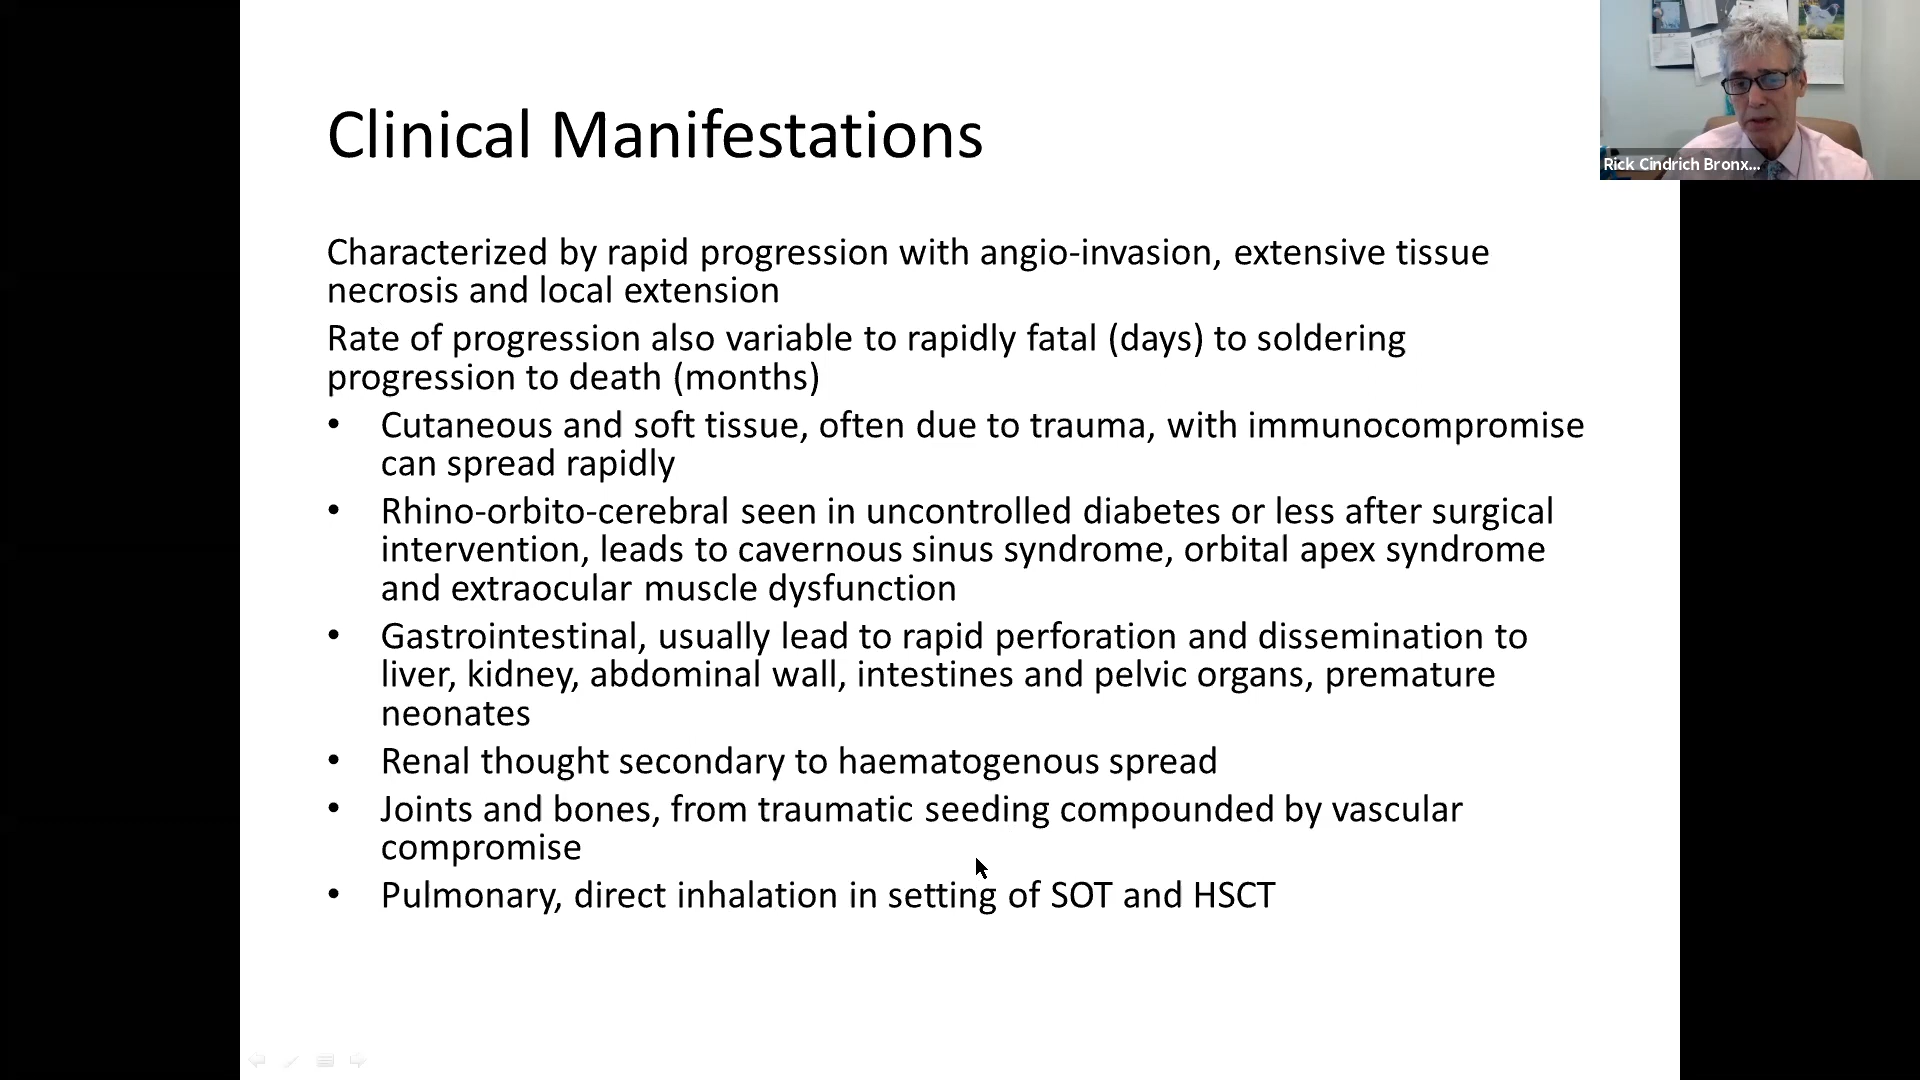 Clinical Manifestations
Rick Cindrich Bronx...
Characterized by rapid progression with angio-invasion, extensive tissue
necrosis and local extension
Rate of progression also variable to rapidly fatal (days) to soldering
progression to death (months)
• Cutaneous and soft tissue, often due to trauma, with immunocompromise
can spread rapidly
• Rhino-orbito-cerebral seen in uncontrolled diabetes or less after surgical
intervention, leads to cavernous sinus syndrome, orbital apex syndrome
and extraocular muscle dysfunction
• Gastrointestinal, usually lead to rapid perforation and dissemination to
liver, kidney, abdominal wall, intestines and pelvic organs, premature
neonates
• Renal thought secondary to haematogenous spread
• Joints and bones, from traumatic seeding compounded by vascular
compromise
• Pulmonary, direct inhalation in setting of SOT and HSCT